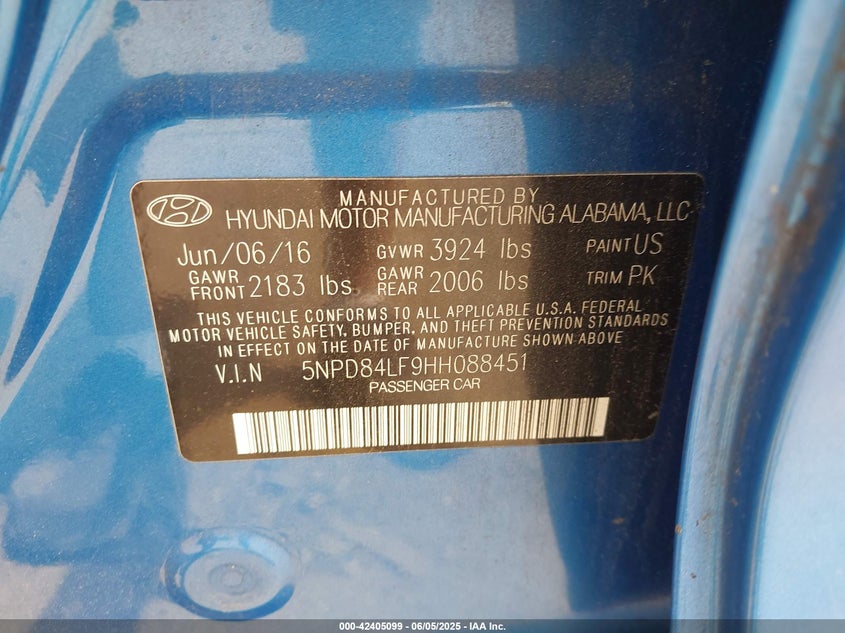 MANUFACTURED BY
HYUNDAI MOTOR MANUFACTURING ALABAMA, LLC
Jun/06/16 GVWR 3924 lbs PAINT US
GAWR FRONT 2183 lbs GAWR REAR 2006 lbs TRIM PK
THIS VEHICLE CONFORMS TO ALL APPLICABLE U.S.A. FEDERAL
MOTOR VEHICLE SAFETY, BUMPER, AND THEFT PREVENTION STANDARDS
IN EFFECT ON THE DATE OF MANUFACTURE SHOWN ABOVE
V.I.N 5NPD84LF9HH088451
PASSENGER CAR
000-42405099 - 06/05/2025 - IAA Inc.